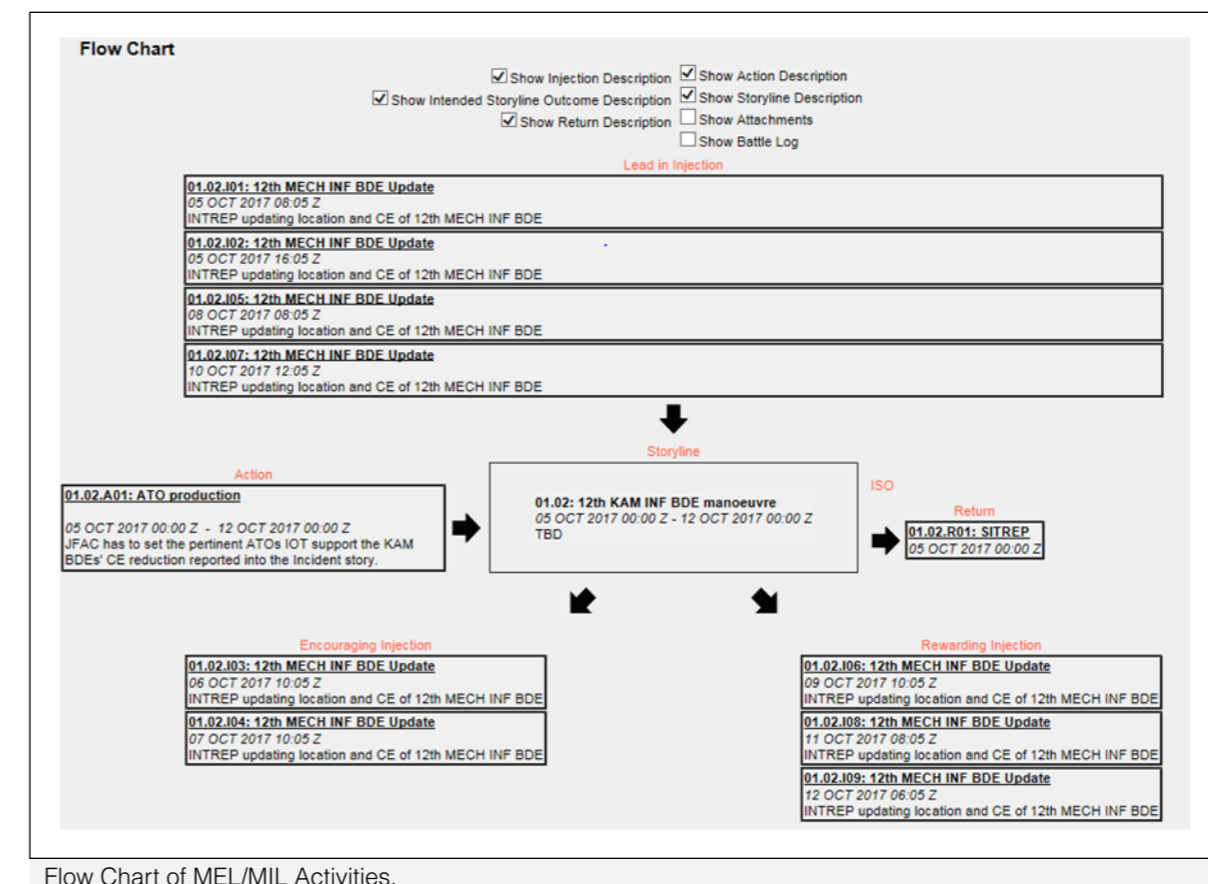 Flow Chart
Show Injection Description Show Action Description
Show Intended Storyline Outcome Description Show Storyline Description
Show Return Description Show Attachments
Show Battle Log
Lead in Injection
01.02.I01: 12th MECH INF BDE Update
05 OCT 2017 08:05 Z
INTREP updating location and CE of 12th MECH INF BDE
01.02.I02: 12th MECH INF BDE Update
05 OCT 2017 16:05 Z
INTREP updating location and CE of 12th MECH INF BDE
01.02.I05: 12th MECH INF BDE Update
08 OCT 2017 08:05 Z
INTREP updating location and CE of 12th MECH INF BDE
01.02.I07: 12th MECH INF BDE Update
10 OCT 2017 12:05 Z
INTREP updating location and CE of 12th MECH INF BDE
Action
01.02.A01: ATO production
05 OCT 2017 00:00 Z - 12 OCT 2017 00:00 Z
JFAC has to set the pertinent ATOs IOT support the KAM
BDEs' CE reduction reported into the Incident story.
Storyline
01.02: 12th KAM INF BDE manoeuvre
05 OCT 2017 00:00 Z - 12 OCT 2017 00:00 Z
TBD
ISO
Return
01.02.R01: SITREP
05 OCT 2017 00:00 Z
Encouraging Injection
01.02.I03: 12th MECH INF BDE Update
06 OCT 2017 10:05 Z
INTREP updating location and CE of 12th MECH INF BDE
01.02.I04: 12th MECH INF BDE Update
07 OCT 2017 10:05 Z
INTREP updating location and CE of 12th MECH INF BDE
Rewarding Injection
01.02.I06: 12th MECH INF BDE Update
09 OCT 2017 10:05 Z
INTREP updating location and CE of 12th MECH INF BDE
01.02.I08: 12th MECH INF BDE Update
11 OCT 2017 08:05 Z
INTREP updating location and CE of 12th MECH INF BDE
01.02.I09: 12th MECH INF BDE Update
12 OCT 2017 06:05 Z
INTREP updating location and CE of 12th MECH INF BDE
Flow Chart of MEL/MIL Activities.